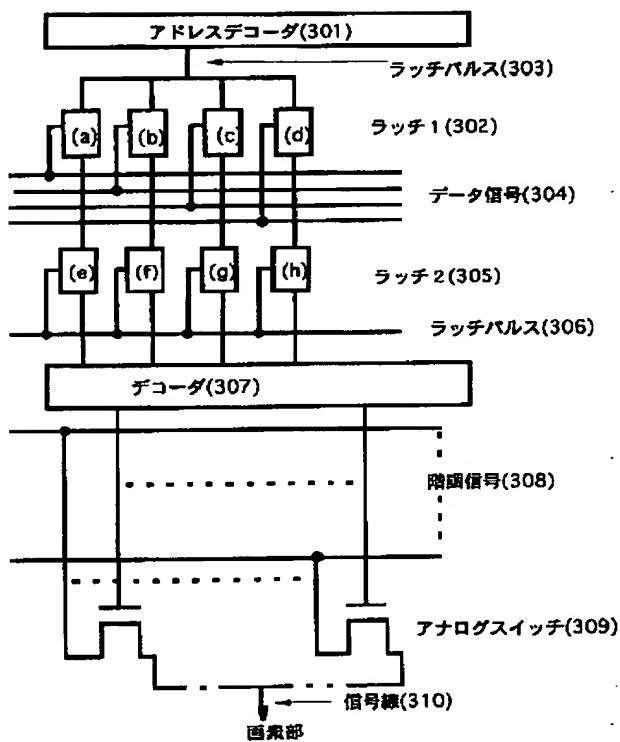 アドレスデコーダ(301)
ラッチパルス(303)
(a) (b) (c) (d)
ラッチ1(302)
データ信号(304)
(e) (f) (g) (h)
ラッチ2(305)
ラッチパルス(306)
デコーダ(307)
階調信号(308)
アナログスイッチ(309)
信号線(310)
画素部